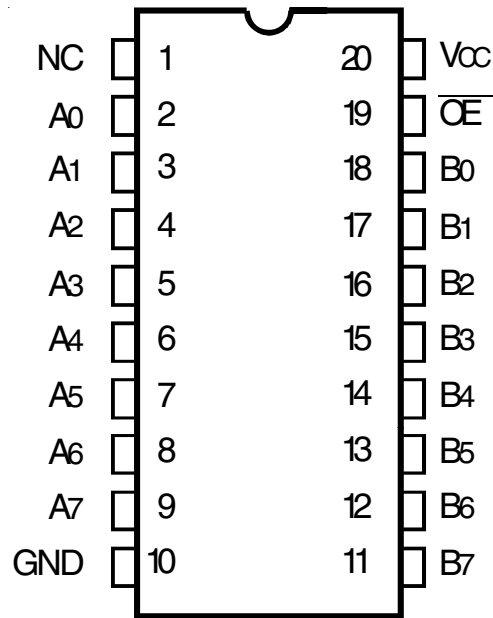 NC 1 20 VCC
A0 2 19 O̅E̅
A1 3 18 B0
A2 4 17 B1
A3 5 16 B2
A4 6 15 B3
A5 7 14 B4
A6 8 13 B5
A7 9 12 B6
GND 10 11 B7